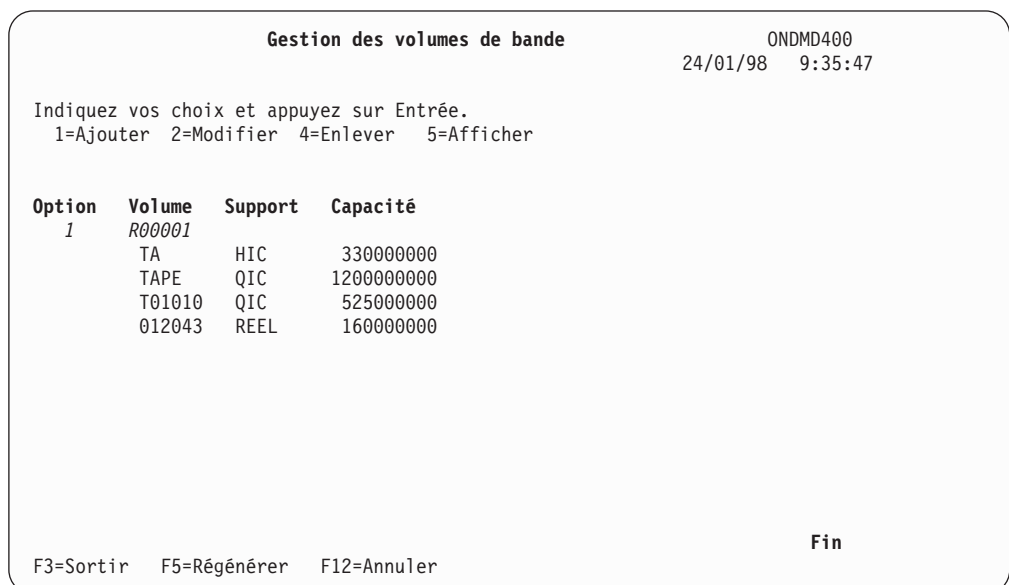 Gestion des volumes de bande ONDMD400
24/01/98 9:35:47
Indiquez vos choix et appuyez sur Entrée.
1=Ajouter 2=Modifier 4=Enlever 5=Afficher
Option Volume Support Capacité
1 R00001
TA HIC 330000000
TAPE QIC 1200000000
T01010 QIC 525000000
012043 REEL 160000000
Fin
F3=Sortir F5=Régénérer F12=Annuler